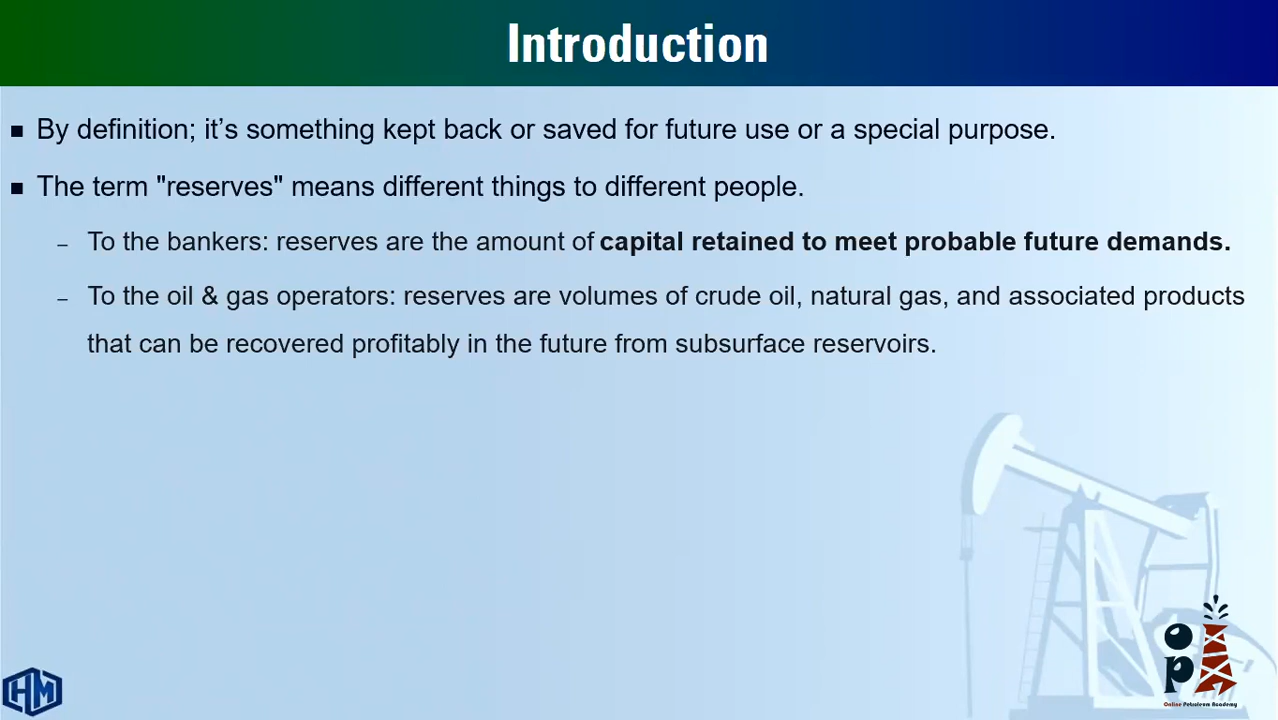 Introduction
By definition; it’s something kept back or saved for future use or a special purpose.
The term "reserves" means different things to different people.
– To the bankers: reserves are the amount of capital retained to meet probable future demands.
– To the oil & gas operators: reserves are volumes of crude oil, natural gas, and associated products
that can be recovered profitably in the future from subsurface reservoirs.
HM
op
Online Petroleum Academy